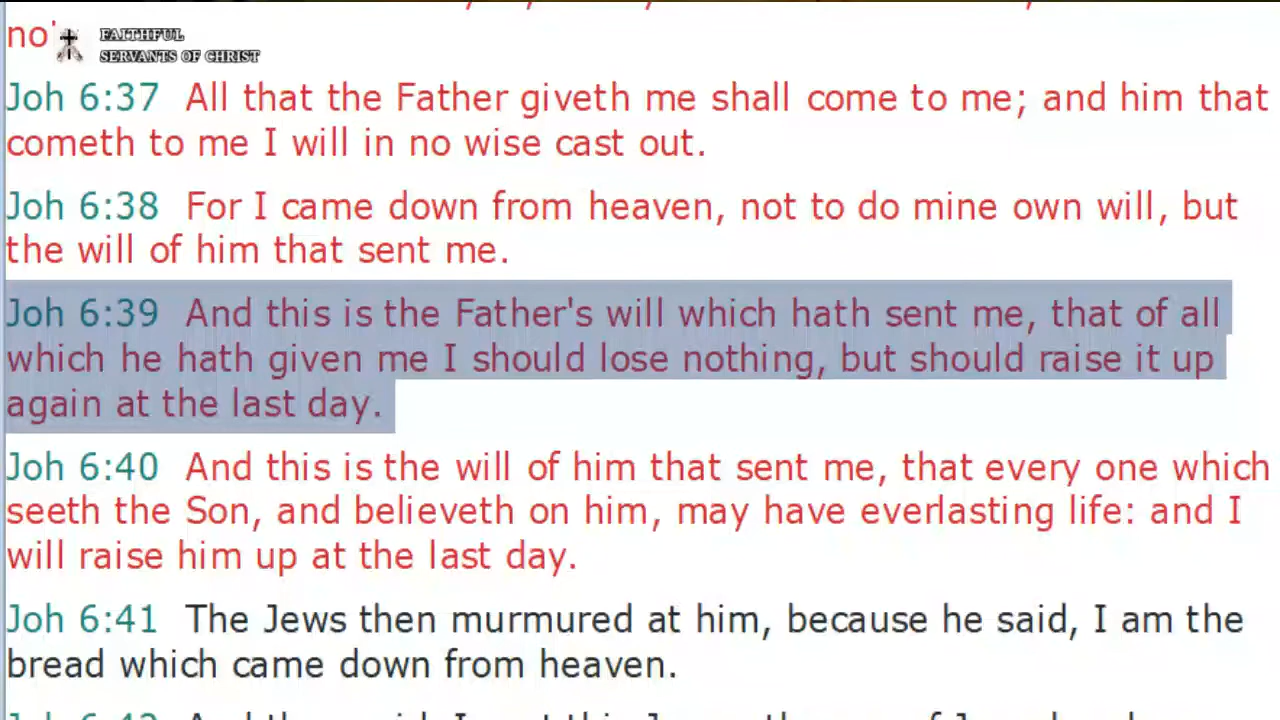 no'
FAITHFUL
SERVANTS OF CHRIST
Joh 6:37 All that the Father giveth me shall come to me; and him that
cometh to me I will in no wise cast out.
Joh 6:38 For I came down from heaven, not to do mine own will, but
the will of him that sent me.
Joh 6:39 And this is the Father's will which hath sent me, that of all
which he hath given me I should lose nothing, but should raise it up
again at the last day.
Joh 6:40 And this is the will of him that sent me, that every one which
seeth the Son, and believeth on him, may have everlasting life: and I
will raise him up at the last day.
Joh 6:41 The Jews then murmured at him, because he said, I am the
bread which came down from heaven.